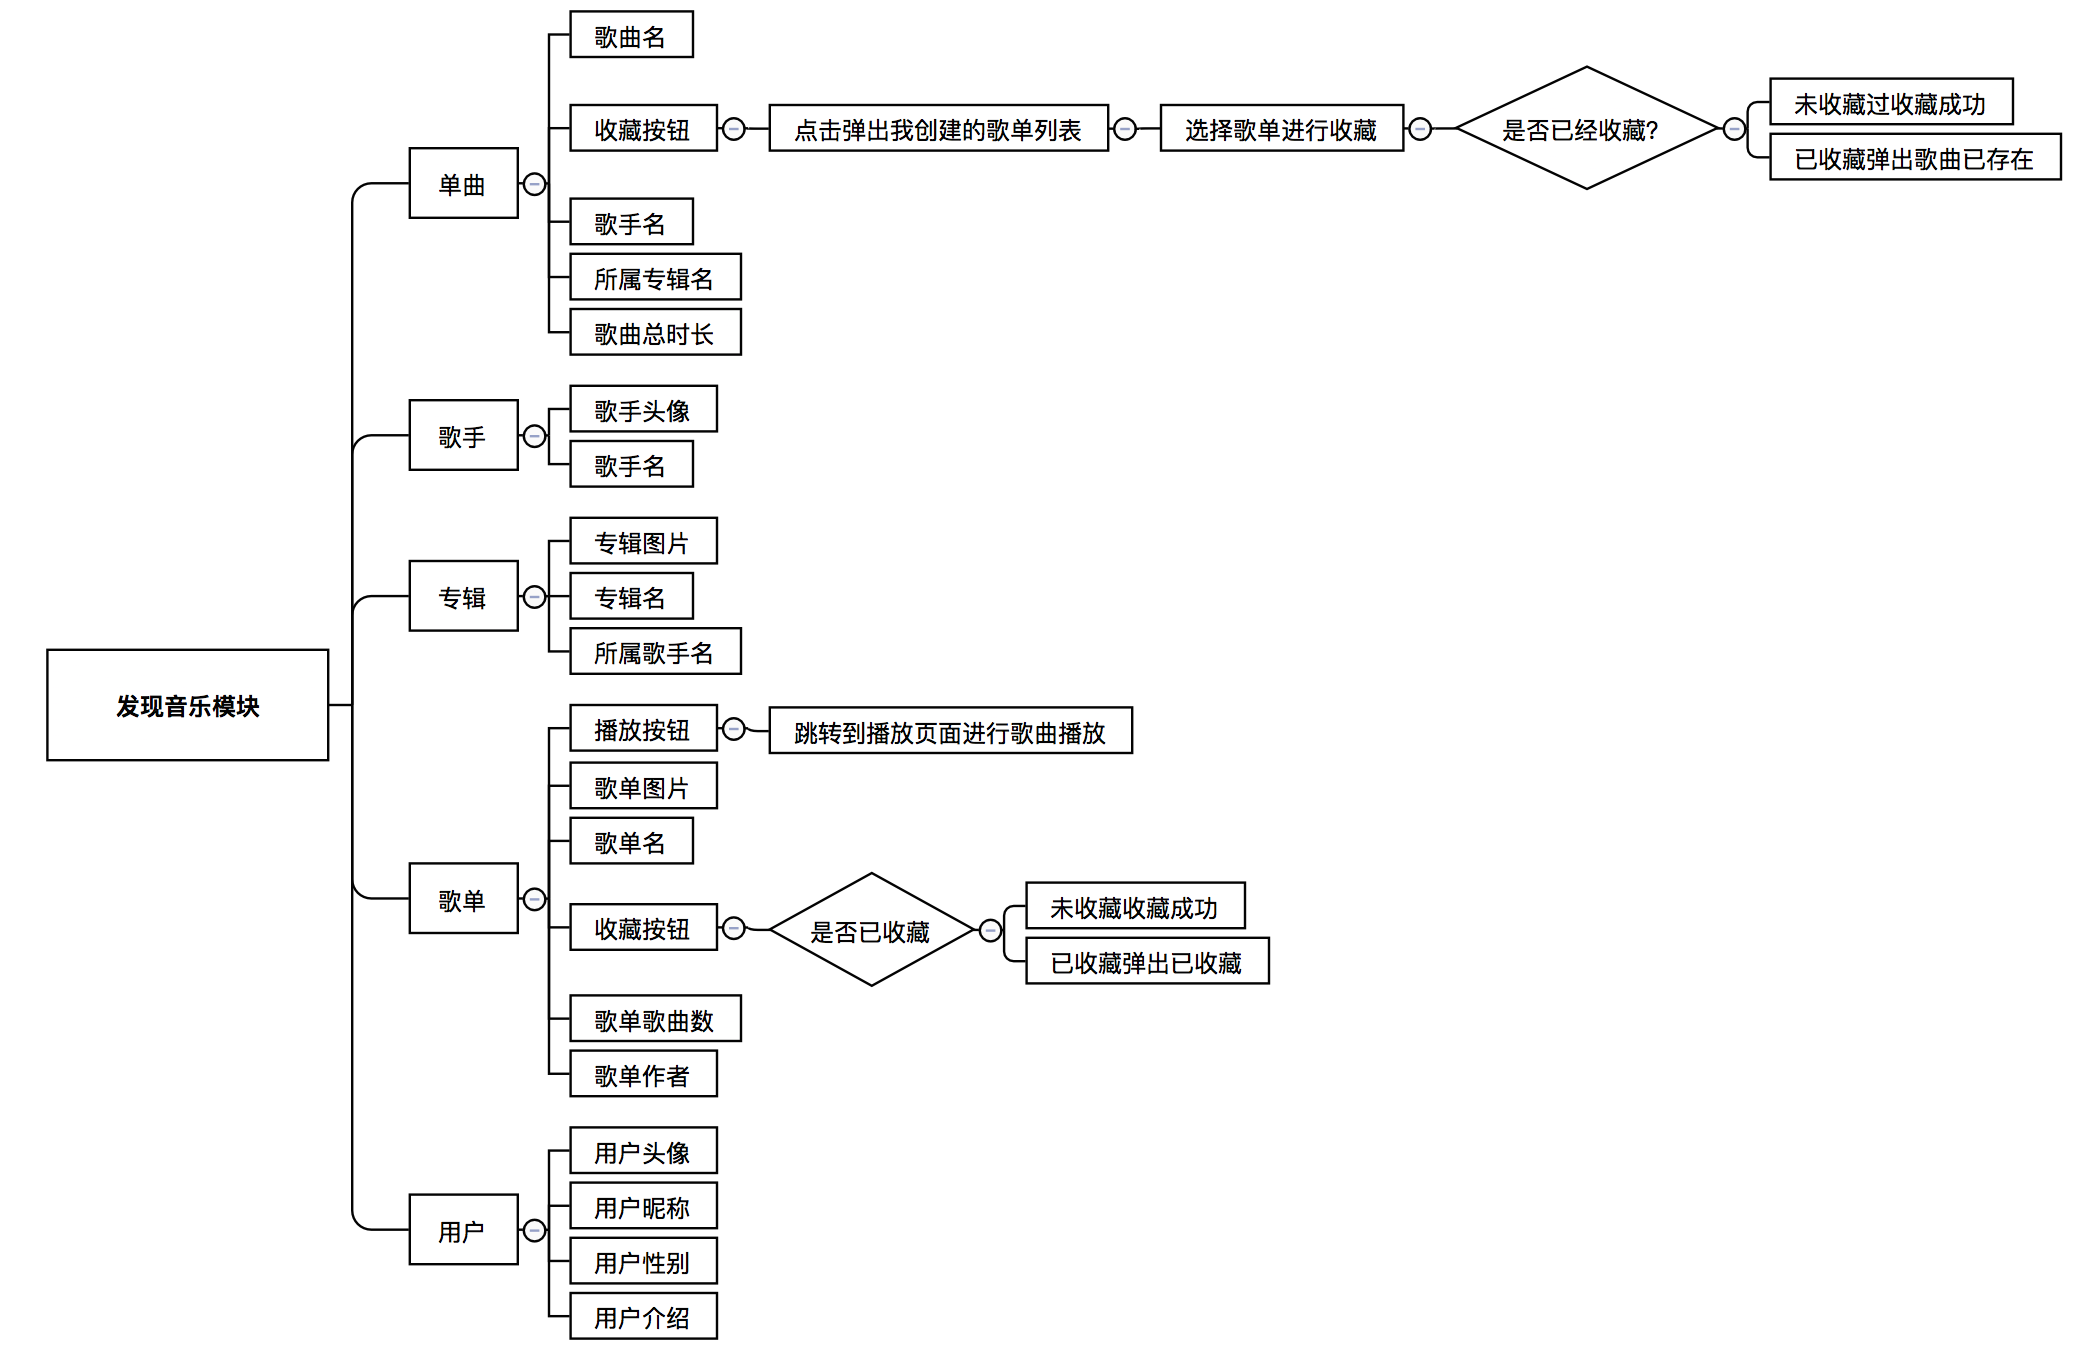 发现音乐模块
单曲
歌曲名
收藏按钮
点击弹出我创建的歌单列表
选择歌单进行收藏
是否已经收藏?
未收藏过收藏成功
已收藏弹出歌曲已存在
歌手名
所属专辑名
歌曲总时长
歌手
歌手头像
歌手名
专辑
专辑图片
专辑名
所属歌手名
歌单
播放按钮
跳转到播放页面进行歌曲播放
歌单图片
歌单名
收藏按钮
是否已收藏
未收藏收藏成功
已收藏弹出已收藏
歌单歌曲数
歌单作者
用户
用户头像
用户昵称
用户性别
用户介绍